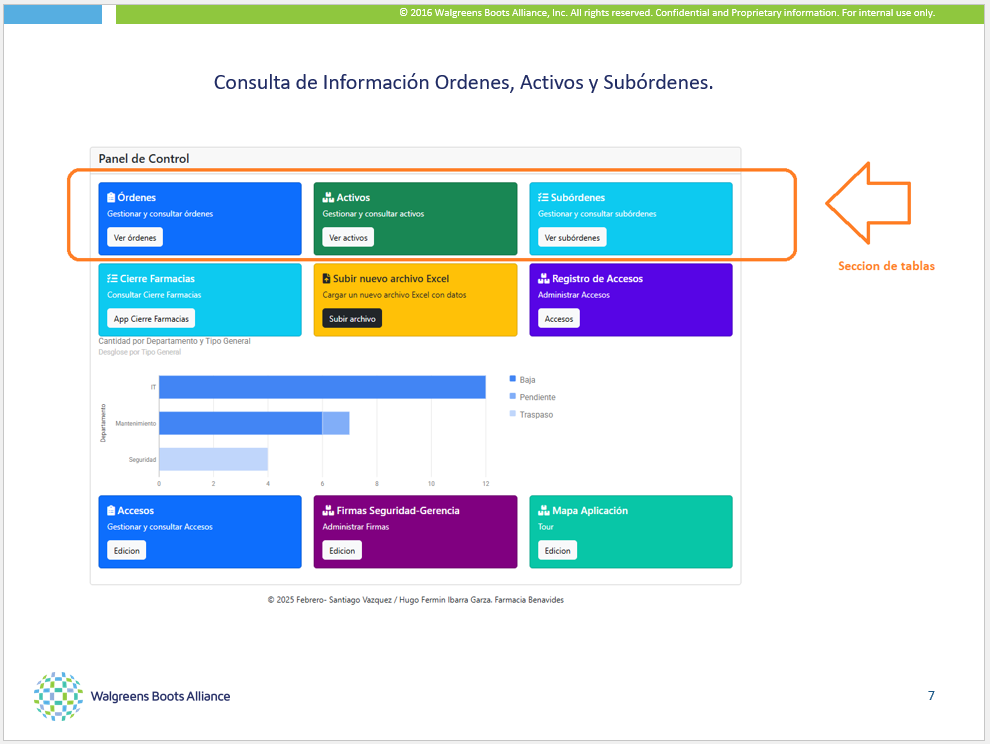 © 2016 Walgreens Boots Alliance, Inc. All rights reserved. Confidential and Proprietary information. For internal use only.
Consulta de Información Ordenes, Activos y Subórdenes.
Panel de Control
Órdenes
Gestionar y consultar órdenes
Ver órdenes
Activos
Gestionar y consultar activos
Ver activos
Subórdenes
Gestionar y consultar subórdenes
Ver subórdenes
Seccion de tablas
Cierre Farmacias
Consultar Cierre Farmacias
App Cierre Farmacias
Subir nuevo archivo Excel
Cargar un nuevo archivo Excel con datos
Subir archivo
Registro de Accesos
Administrar Accesos
Accesos
Cantidad por Departamento y Tipo General
Desglose por Tipo General
Departamento
IT
Mantenimiento
Seguridad
0 2 4 6 8 10 12
Baja
Pendiente
Traspaso
Accesos
Gestionar y consultar Accesos
Edicion
Firmas Seguridad-Gerencia
Administrar Firmas
Edicion
Mapa Aplicación
Tour
Edicion
© 2025 Febrero- Santiago Vazquez / Hugo Fermin Ibarra Garza. Farmacia Benavides
Walgreens Boots Alliance
7